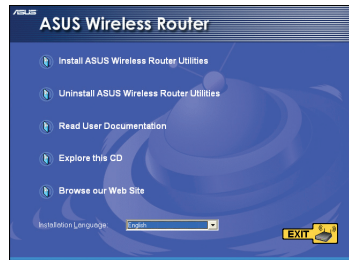 ASUS
ASUS Wireless Router
Install ASUS Wireless Router Utilities
Uninstall ASUS Wireless Router Utilities
Read User Documentation
Explore this CD
Browse our Web Site
Installation Language: English
EXIT